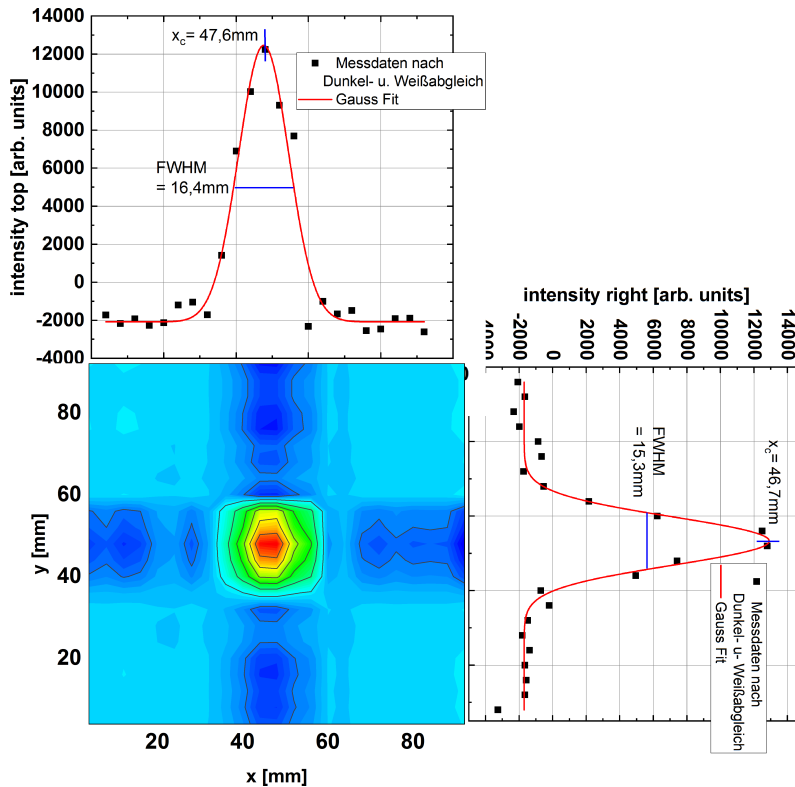 14000
12000
10000
8000
6000
4000
2000
0
-2000
-4000
intensity top [arb. units]
x_c= 47,6mm
FWHM
= 16,4mm
Messdaten nach
Dunkel- u. Weißabgleich
Gauss Fit
intensity right [arb. units]
-2000
0
2000
4000
6000
8000
10000
12000
14000
FWHM
= 15,3mm
x_c= 46,7mm
Messdaten nach
Dunkel- u- Weißabgleich
Gauss Fit
80
60
40
20
y [mm]
20
40
60
80
x [mm]